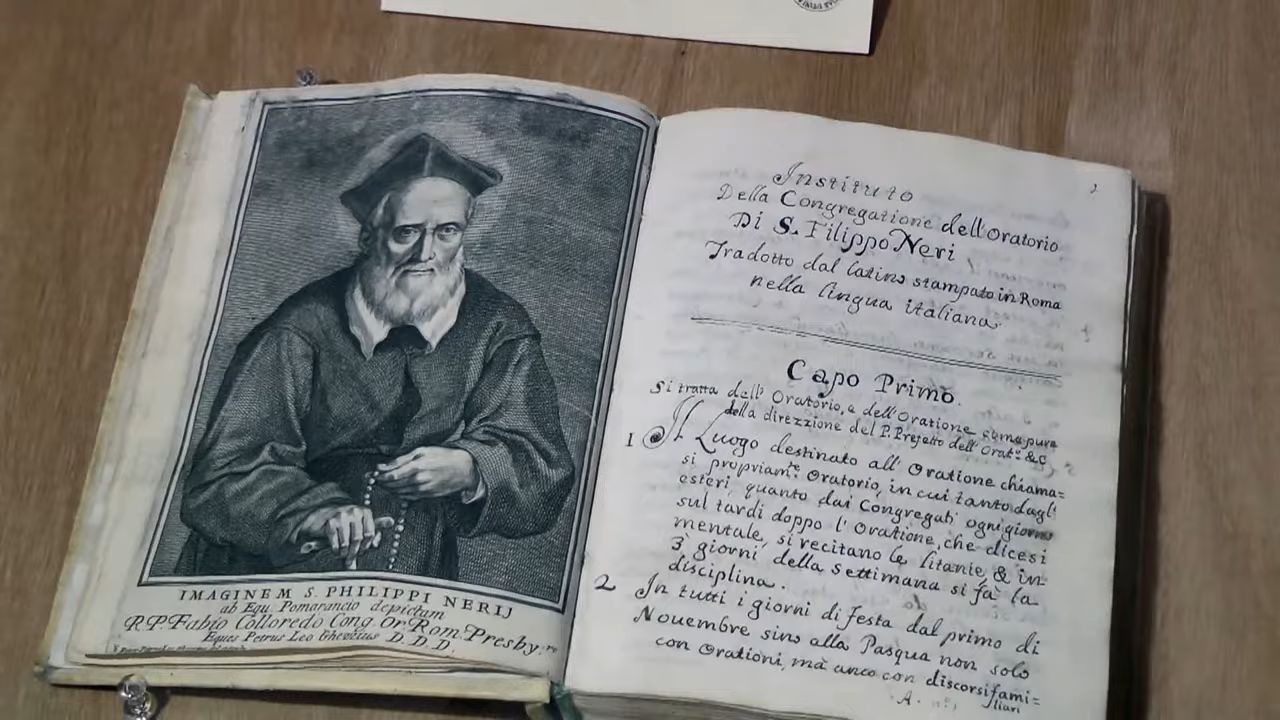 IMAGINEM S. PHILIPPI NERIJ
ab Equ. Pomarancio depictam
R.P. Fabio Colloredo Cong. Or. Rom. Presby.
Eques Petrus Leo Ghezzius D. D. D.
Instituto
Della Congregatione dell'Oratorio
Di S. Filippo Neri
Tradotto dal latino stampato in Roma
nella lingua italiana
Capo Primo.
Si tratta dell' Oratorio, e dell'Oratione come pure
della direzzione del P. Prefetto dell' Orat.o &c
1 Il Luogo destinato all' Oratione chiama=
si propriam.te Oratorio, in cui tanto dagl'
esteri quanto dai Congregati ogni giorno
sul tardi doppo l' Oratione, che dicesi
mentale, si recitano le litanie, & in
3 giorni della settimana si fà la
disciplina.
2 In tutti i giorni di festa dal primo di
Nouembre sino alla Pasqua non solo
con Orationi, mà anco con discorsi fami=
liari